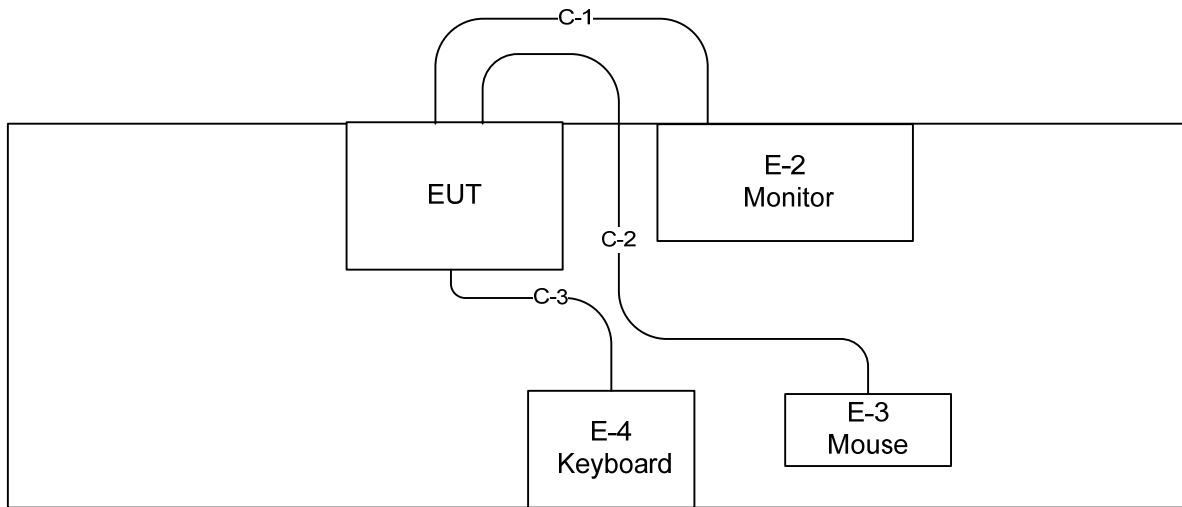 C-1
EUT
E-2
Monitor
C-2
C-3
E-4
Keyboard
E-3
Mouse